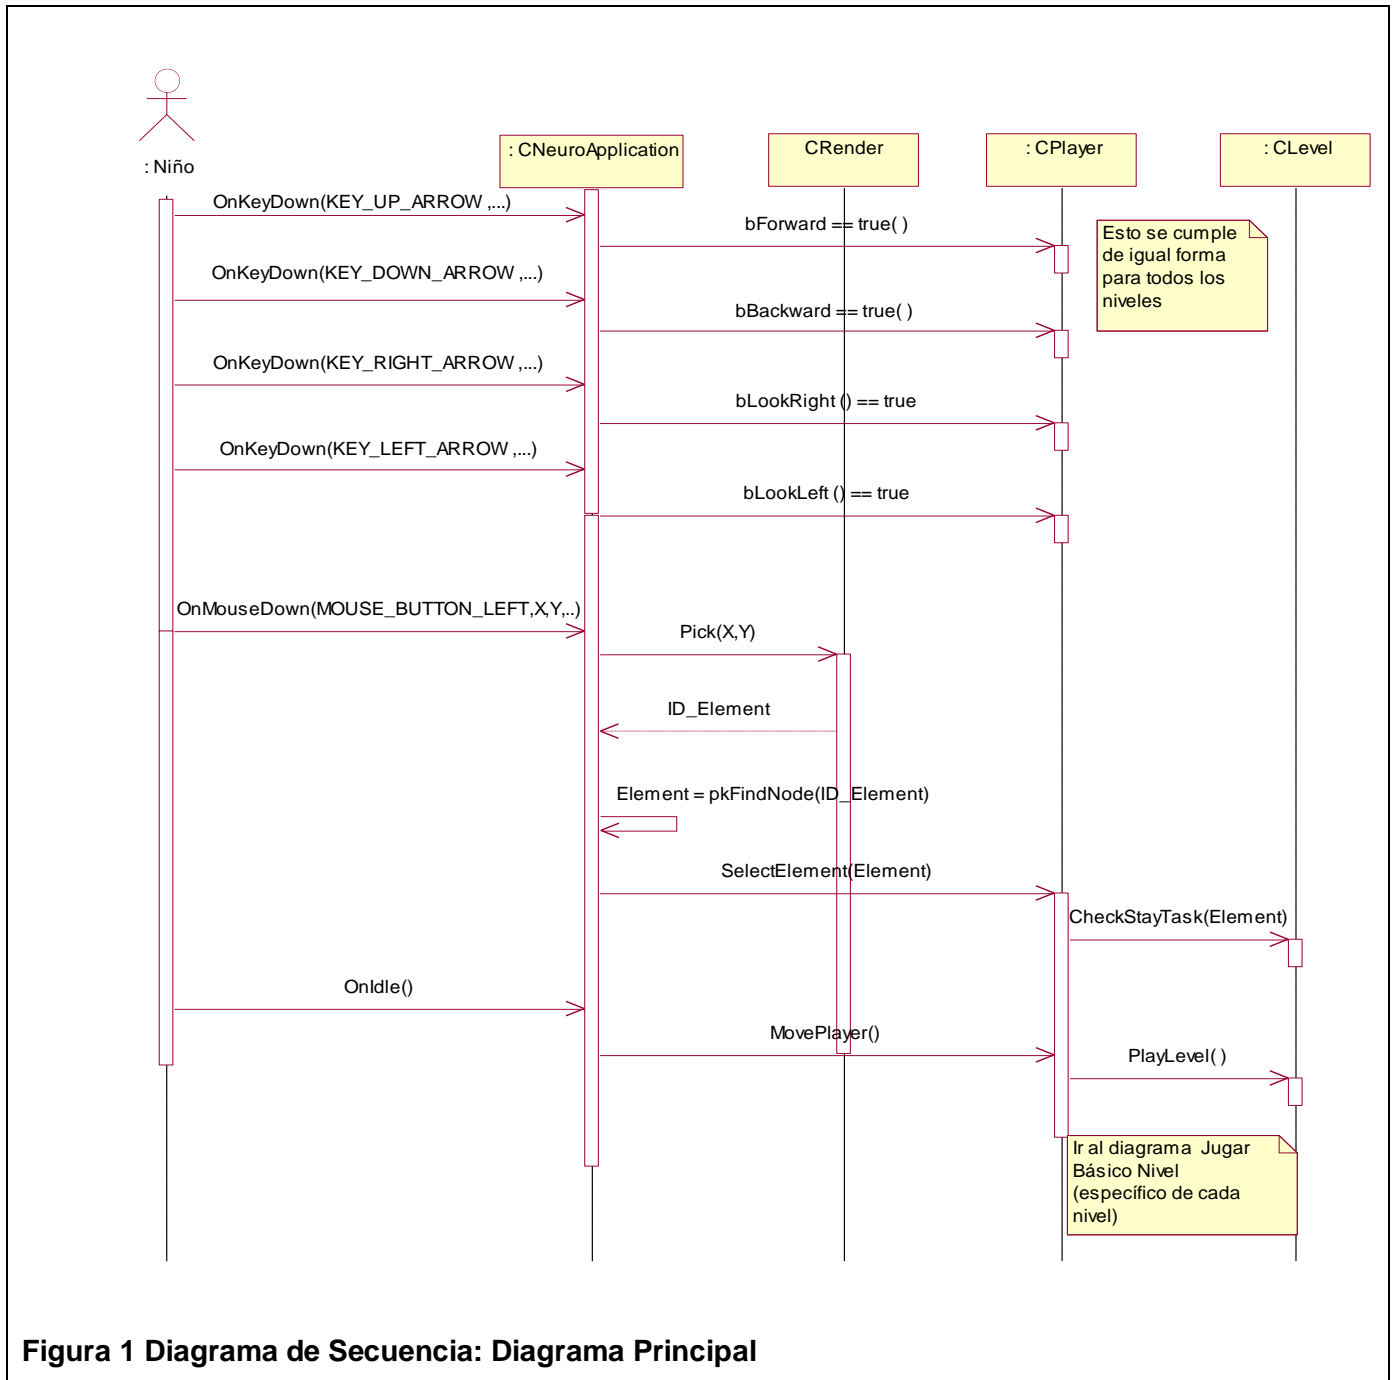 : Niño
: CNeuroApplication
CRender
: CPlayer
: CLevel
OnKeyDown(KEY_UP_ARROW ,...)
bForward == true( )
Esto se cumple
de igual forma
para todos los
niveles
OnKeyDown(KEY_DOWN_ARROW ,...)
bBackward == true( )
OnKeyDown(KEY_RIGHT_ARROW ,...)
bLookRight () == true
OnKeyDown(KEY_LEFT_ARROW ,...)
bLookLeft () == true
OnMouseDown(MOUSE_BUTTON_LEFT,X,Y,..)
Pick(X,Y)
ID_Element
Element = pkFindNode(ID_Element)
SelectElement(Element)
CheckStayTask(Element)
OnIdle()
MovePlayer()
PlayLevel( )
Ir al diagrama Jugar
Básico Nivel
(específico de cada
nivel)
Figura 1 Diagrama de Secuencia: Diagrama Principal